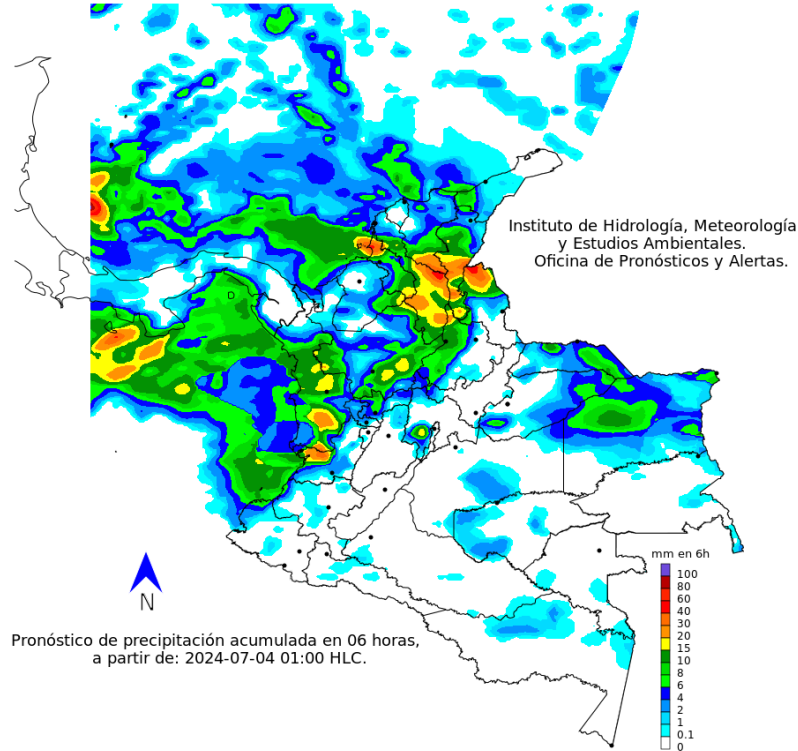 Instituto de Hidrología, Meteorología
y Estudios Ambientales.
Oficina de Pronósticos y Alertas.
N
Pronóstico de precipitación acumulada en 06 horas,
a partir de: 2024-07-04 01:00 HLC.
mm en 6h
100
80
60
40
30
20
15
10
8
6
4
2
1
0.1
0